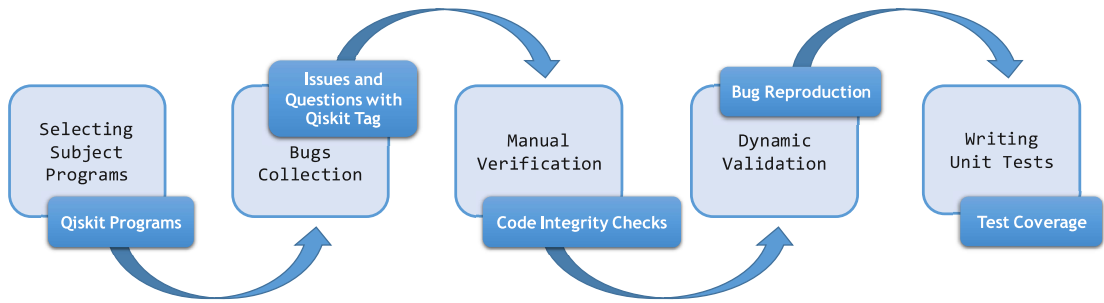 Selecting
Subject
Programs
Qiskit Programs
Issues and
Questions with
Qiskit Tag
Bugs
Collection
Manual
Verification
Code Integrity Checks
Bug Reproduction
Dynamic
Validation
Writing
Unit Tests
Test Coverage